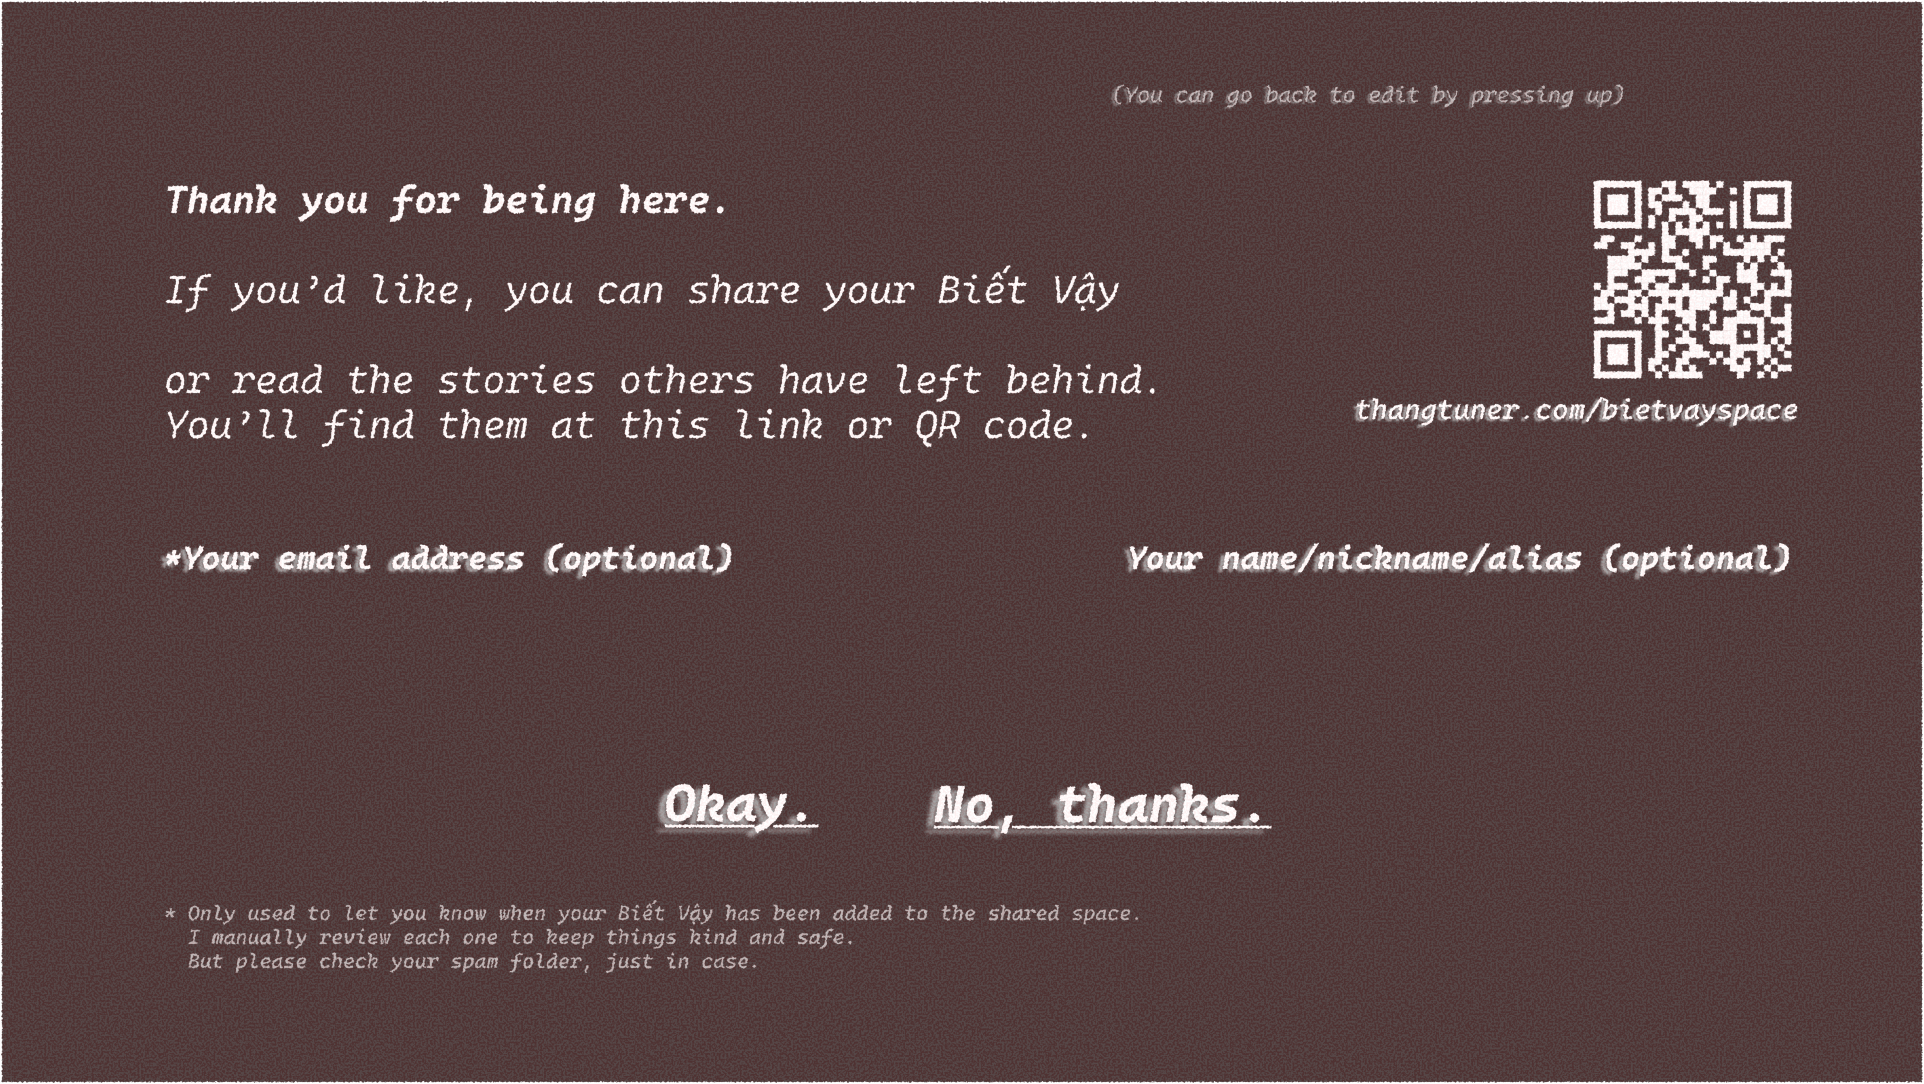 (You can go back to edit by pressing up)
Thank you for being here.
If you’d like, you can share your Biết Vậy
or read the stories others have left behind.
You’ll find them at this link or QR code.
thangtuner.com/bietvayspace
*Your email address (optional)
Your name/nickname/alias (optional)
Okay.
No, thanks.
* Only used to let you know when your Biết Vậy has been added to the shared space.
I manually review each one to keep things kind and safe.
But please check your spam folder, just in case.